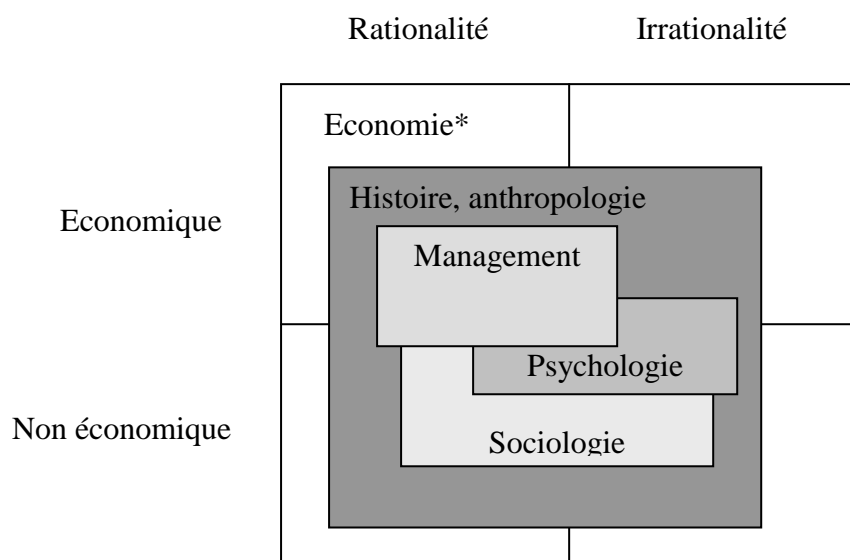 Rationalité Irrationalité
Economie*
Histoire, anthropologie
Economique
Management
Psychologie
Non économique
Sociologie